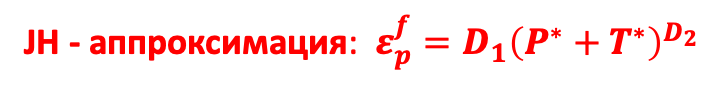 JH - аппроксимация: ε_p^f = D_1(P* + T*)^{D_2}